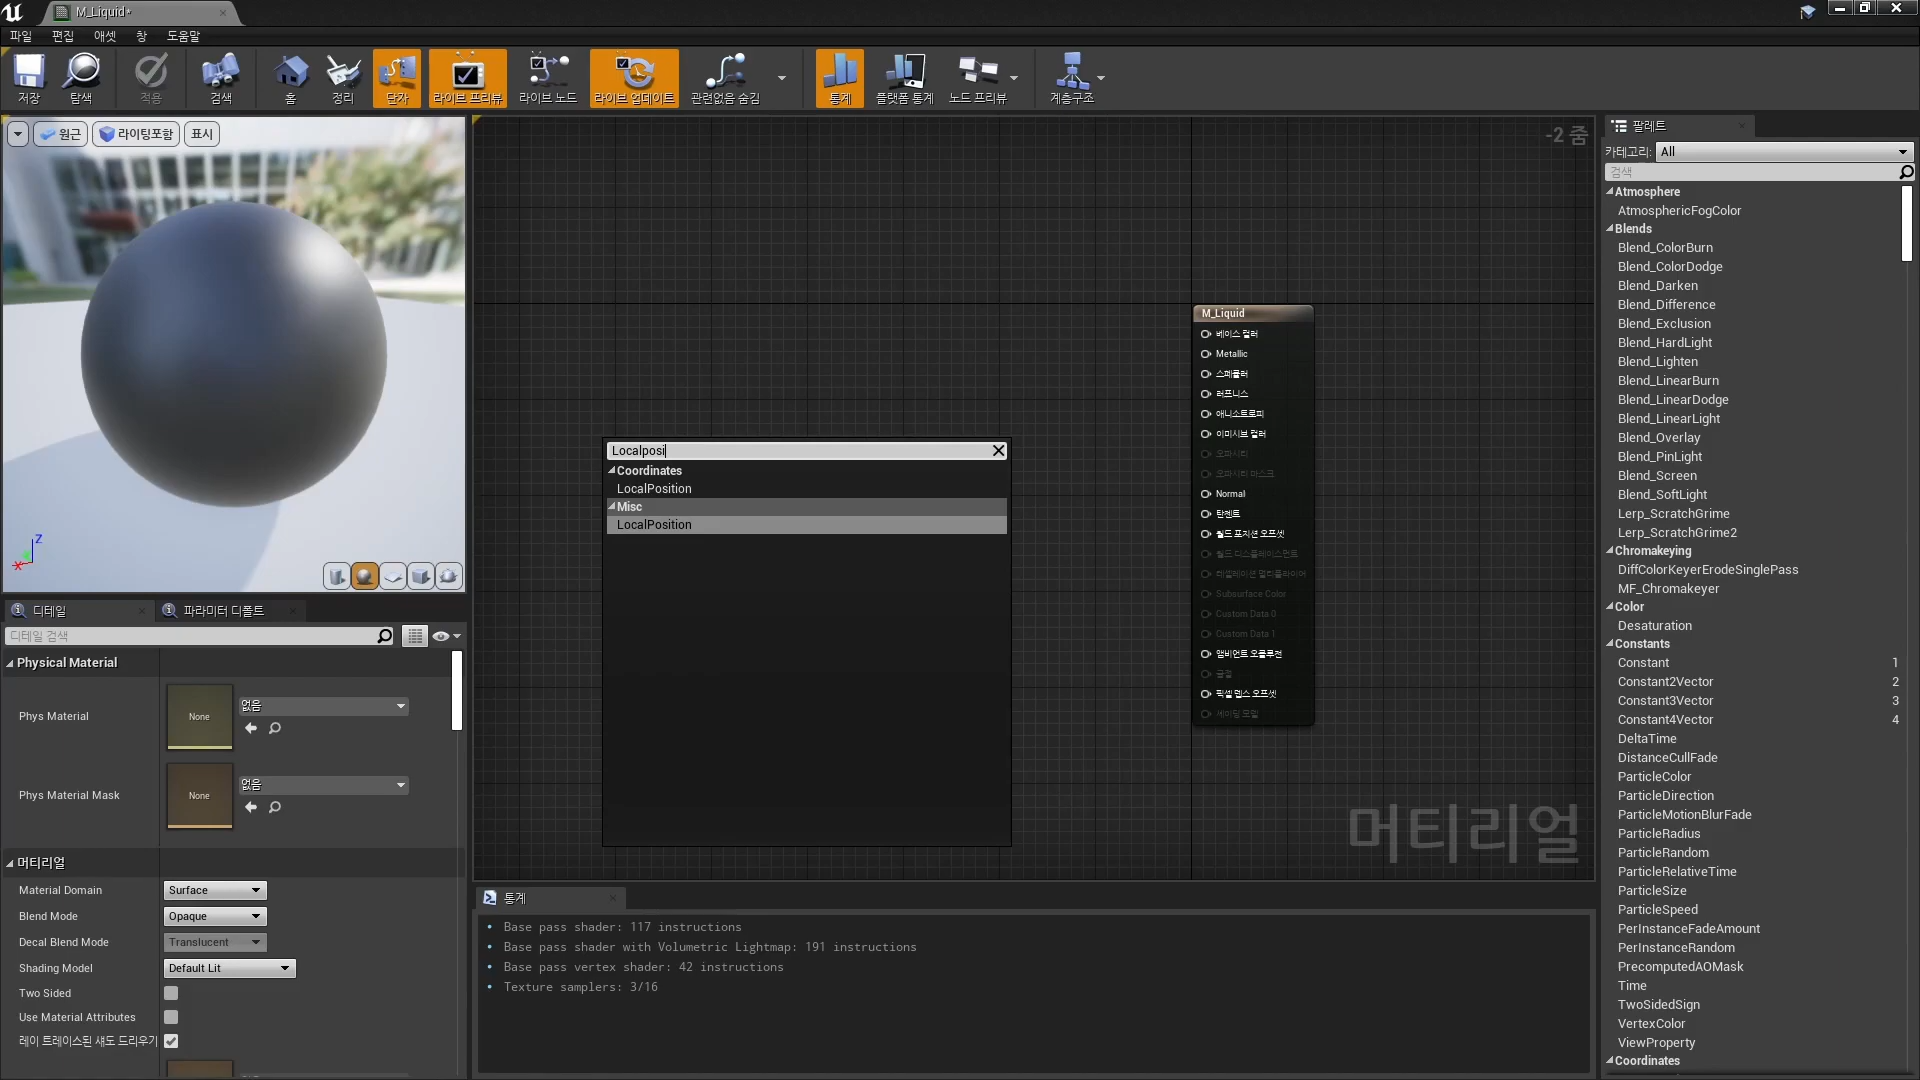 M_Liquid*
파일 편집 애셋 창 도움말
저장 탐색 적용 검색 홈 정리 단자 라이브 프리뷰 라이브 노드 라이브 업데이트 관련없음 숨김 통계 플랫폼 통계 노드 프리뷰 계층구조
원근 라이팅포함 표시
Z
X
디테일 파라미터 디폴트
디테일 검색
Physical Material
Phys Material
None
없음
Phys Material Mask
None
없음
머티리얼
Material Domain Surface
Blend Mode Opaque
Decal Blend Mode Translucent
Shading Model Default Lit
Two Sided
Use Material Attributes
레이 트레이스된 섀도 드리우기
-2 줌
Localposi
Coordinates
LocalPosition
Misc
LocalPosition
M_Liquid
베이스 컬러
Metallic
스페큘러
러프니스
애니소트로피
이미시브 컬러
오파시티
오파시티 마스크
Normal
탄젠트
월드 포지션 오프셋
월드 디스플레이스먼트
테셀레이션 멀티플라이어
Subsurface Color
Custom Data 0
Custom Data 1
앰비언트 오클루전
굴절
픽셀 뎁스 오프셋
셰이딩 모델
머티리얼
통계
• Base pass shader: 117 instructions
• Base pass shader with Volumetric Lightmap: 191 instructions
• Base pass vertex shader: 42 instructions
• Texture samplers: 3/16
팔레트
카테고리: All
검색
Atmosphere
AtmosphericFogColor
Blends
Blend_ColorBurn
Blend_ColorDodge
Blend_Darken
Blend_Difference
Blend_Exclusion
Blend_HardLight
Blend_Lighten
Blend_LinearBurn
Blend_LinearDodge
Blend_LinearLight
Blend_Overlay
Blend_PinLight
Blend_Screen
Blend_SoftLight
Lerp_ScratchGrime
Lerp_ScratchGrime2
Chromakeying
DiffColorKeyerErodeSinglePass
MF_Chromakeyer
Color
Desaturation
Constants
Constant 1
Constant2Vector 2
Constant3Vector 3
Constant4Vector 4
DeltaTime
DistanceCullFade
ParticleColor
ParticleDirection
ParticleMotionBlurFade
ParticleRadius
ParticleRandom
ParticleRelativeTime
ParticleSize
ParticleSpeed
PerInstanceFadeAmount
PerInstanceRandom
PrecomputedAOMask
Time
TwoSidedSign
VertexColor
ViewProperty
Coordinates